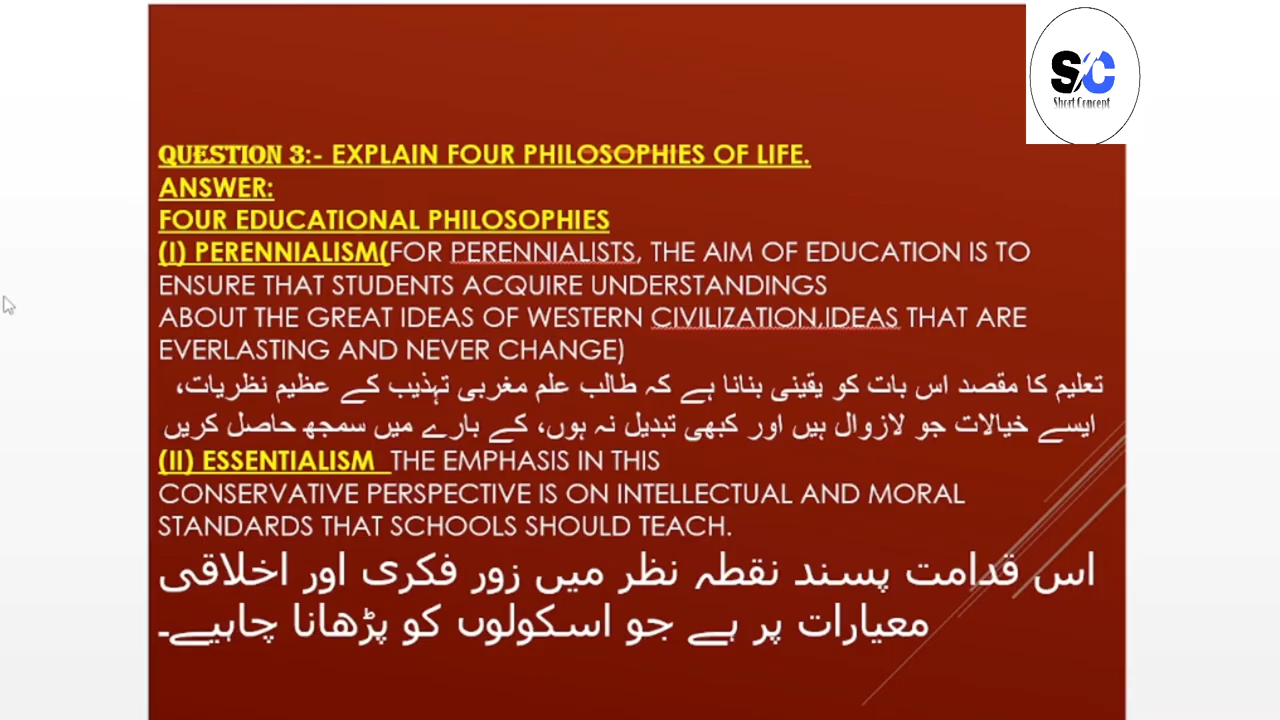 S/C
Short Concept
QUESTION 3:- EXPLAIN FOUR PHILOSOPHIES OF LIFE.
ANSWER:
FOUR EDUCATIONAL PHILOSOPHIES
(I) PERENNIALISM(FOR PERENNIALISTS, THE AIM OF EDUCATION IS TO
ENSURE THAT STUDENTS ACQUIRE UNDERSTANDINGS
ABOUT THE GREAT IDEAS OF WESTERN CIVILIZATION,IDEAS THAT ARE
EVERLASTING AND NEVER CHANGE)
تعلیم کا مقصد اس بات کو یقینی بنانا ہے کہ طالب علم مغربی تہذیب کے عظیم نظریات،
ایسے خیالات جو لازوال ہیں اور کبھی تبدیل نہ ہوں، کے بارے میں سمجھ حاصل کریں
(II) ESSENTIALISM THE EMPHASIS IN THIS
CONSERVATIVE PERSPECTIVE IS ON INTELLECTUAL AND MORAL
STANDARDS THAT SCHOOLS SHOULD TEACH.
اس قدامت پسند نقطہ نظر میں زور فکری اور اخلاقی
معیارات پر ہے جو اسکولوں کو پڑھانا چاہیے۔